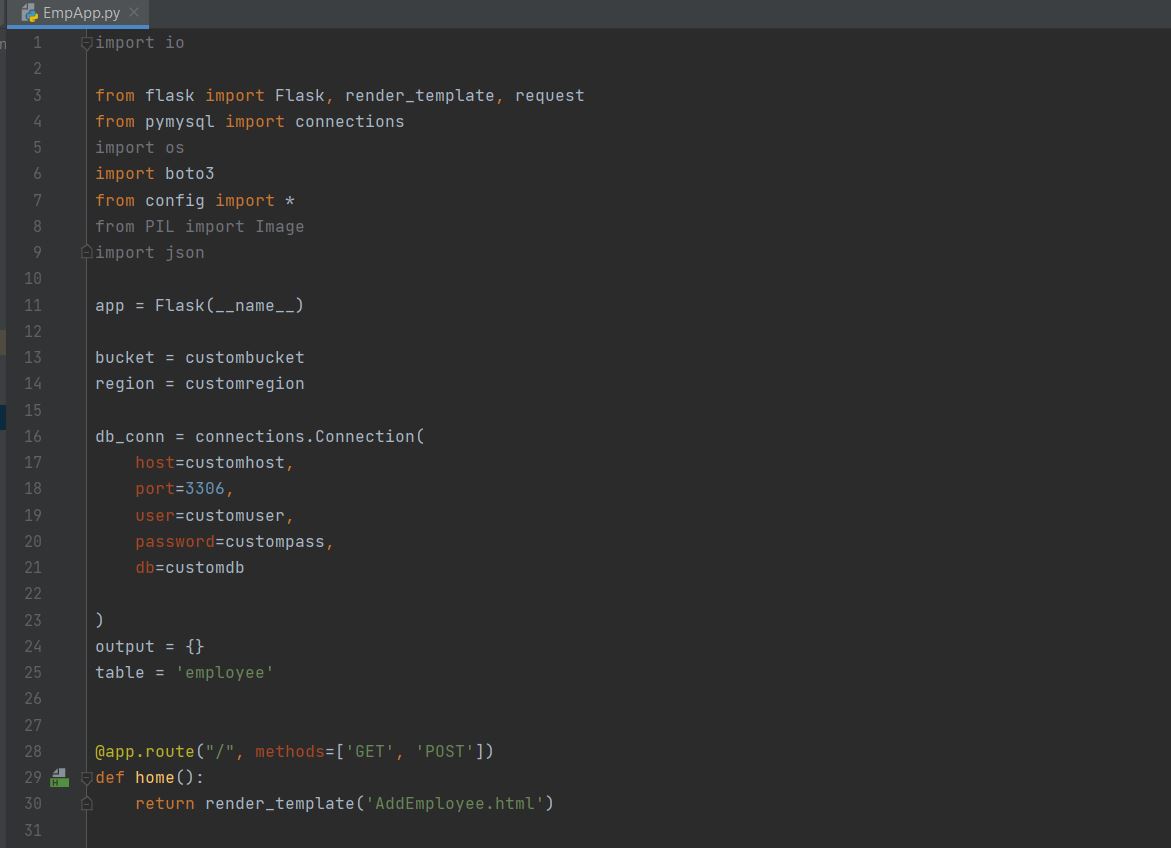 EmpApp.py
1 import io
2
3 from flask import Flask, render_template, request
4 from pymysql import connections
5 import os
6 import boto3
7 from config import *
8 from PIL import Image
9 import json
10
11 app = Flask(__name__)
12
13 bucket = custombucket
14 region = customregion
15
16 db_conn = connections.Connection(
17     host=customhost,
18     port=3306,
19     user=customuser,
20     password=custompass,
21     db=customdb
22
23 )
24 output = {}
25 table = 'employee'
26
27
28 @app.route("/", methods=['GET', 'POST'])
29 def home():
30     return render_template('AddEmployee.html')
31